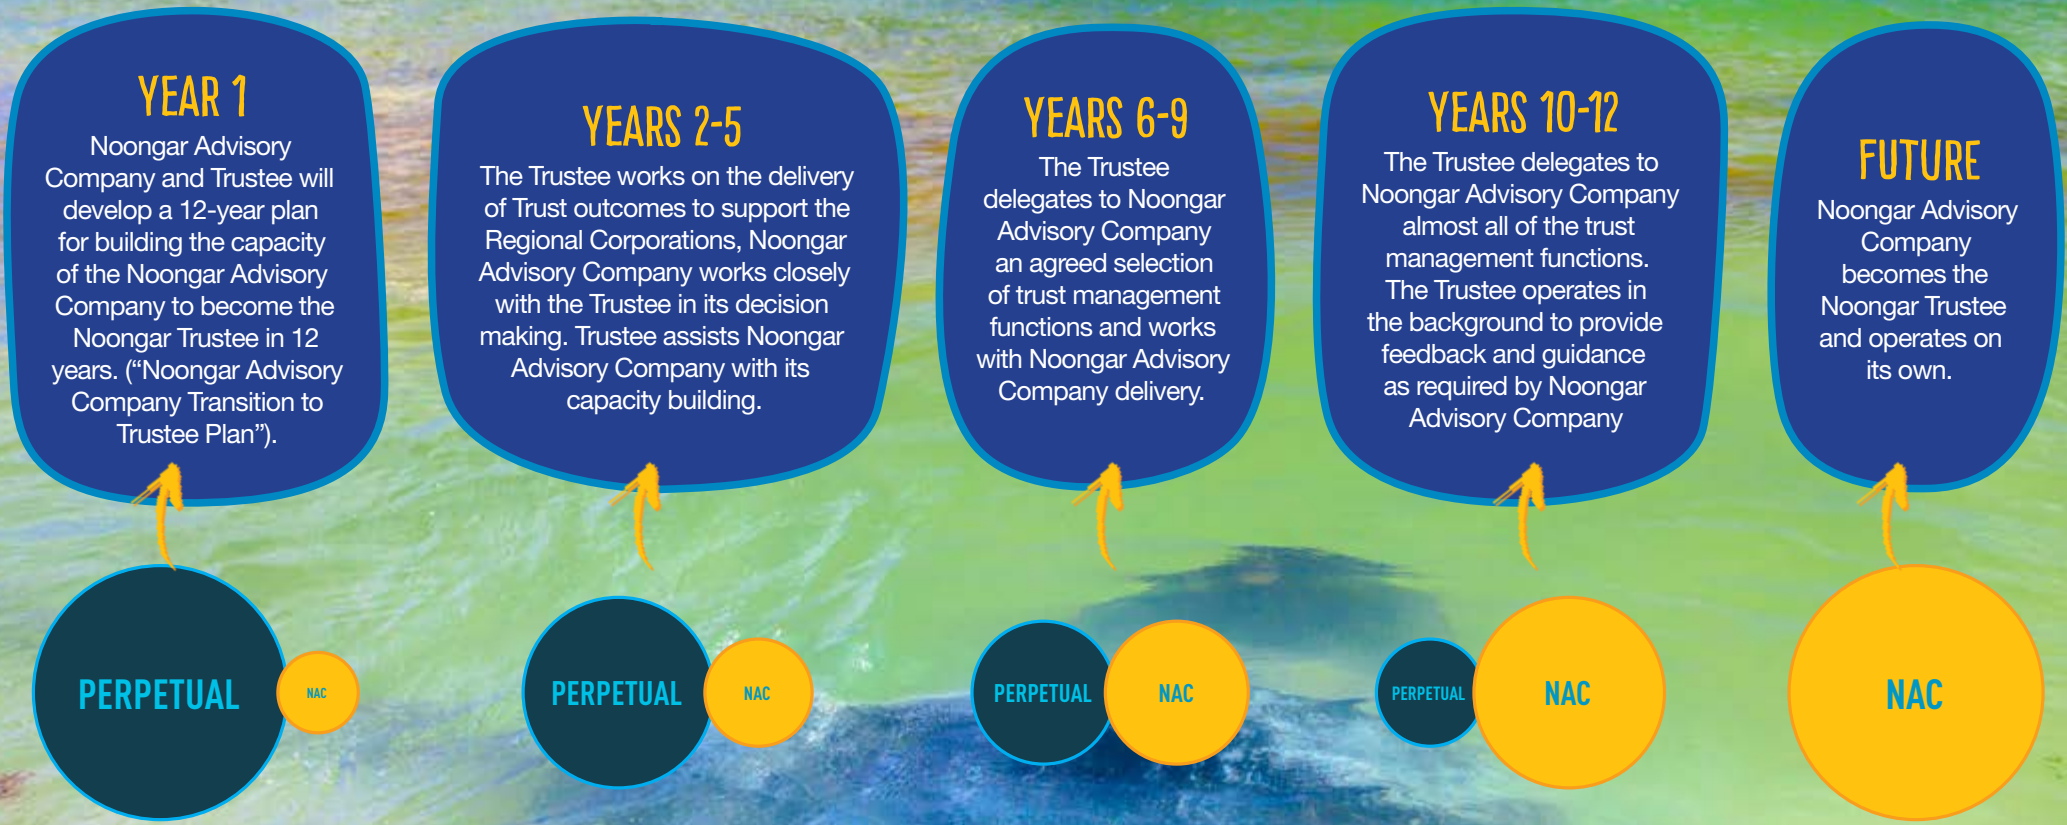 YEAR 1
Noongar Advisory
Company and Trustee will
develop a 12-year plan
for building the capacity
of the Noongar Advisory
Company to become the
Noongar Trustee in 12
years. (“Noongar Advisory
Company Transition to
Trustee Plan”).
YEARS 2-5
The Trustee works on the delivery
of Trust outcomes to support the
Regional Corporations, Noongar
Advisory Company works closely
with the Trustee in its decision
making. Trustee assists Noongar
Advisory Company with its
capacity building.
YEARS 6-9
The Trustee
delegates to Noongar
Advisory Company
an agreed selection
of trust management
functions and works
with Noongar Advisory
Company delivery.
YEARS 10-12
The Trustee delegates to
Noongar Advisory Company
almost all of the trust
management functions.
The Trustee operates in
the background to provide
feedback and guidance
as required by Noongar
Advisory Company
FUTURE
Noongar Advisory
Company
becomes the
Noongar Trustee
and operates on
its own.
PERPETUAL
NAC
PERPETUAL
NAC
PERPETUAL
NAC
PERPETUAL
NAC
NAC